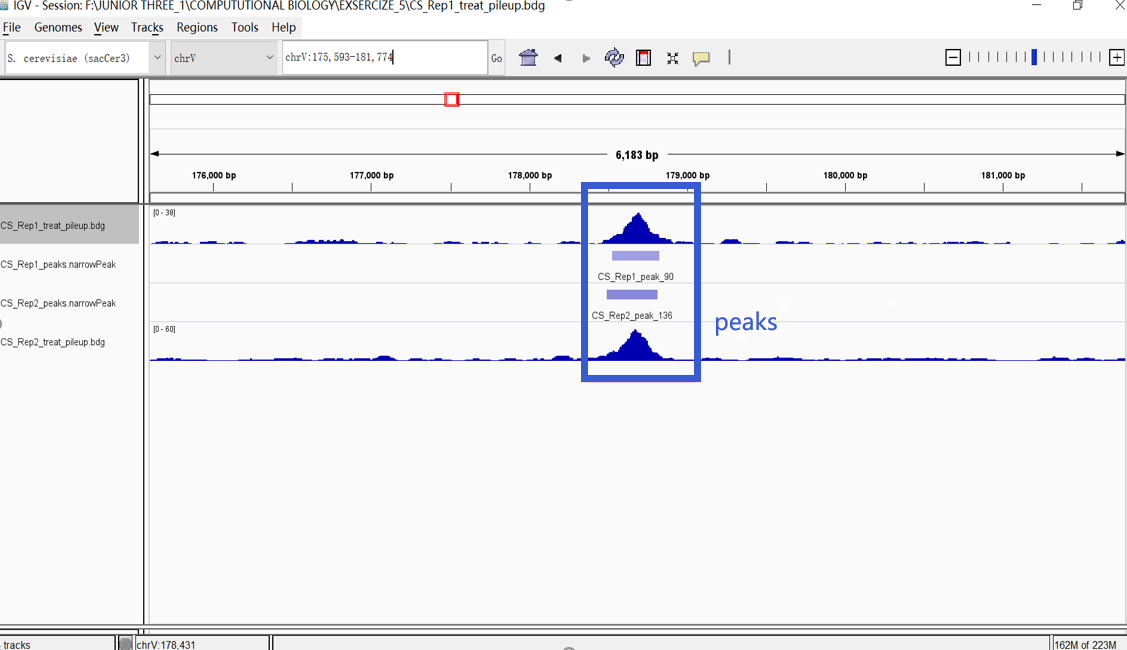 IGV - Session: F:\JUNIOR THREE_1\COMPUTUTIONAL BIOLOGY\EXSERCIZE_5\CS_Rep1_treat_pileup.bdg
File Genomes View Tracks Regions Tools Help
S. cerevisiae (sacCer3) chrV chrV:175,593-181,774 Go
6,183 bp
176,000 bp 177,000 bp 178,000 bp 179,000 bp 180,000 bp 181,000 bp
[0 - 38]
CS_Rep1_treat_pileup.bdg
CS_Rep1_peaks.narrowPeak
CS_Rep1_peak_90
CS_Rep2_peaks.narrowPeak
CS_Rep2_peak_136
peaks
[0 - 60]
CS_Rep2_treat_pileup.bdg
tracks chrV:178,431 162M of 223M